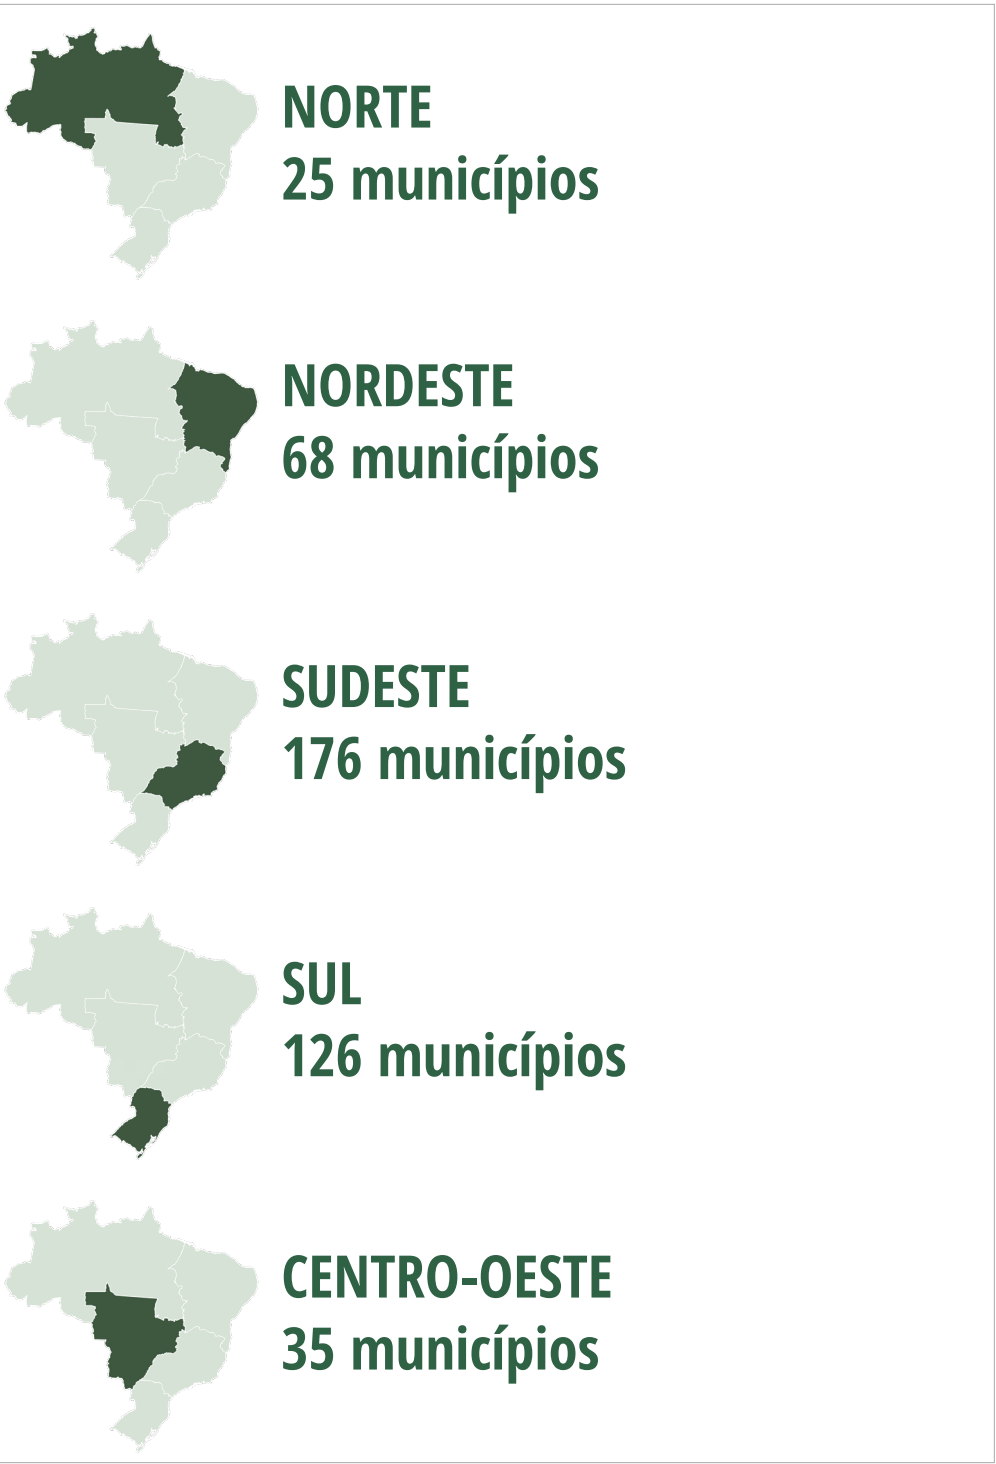 NORTE
25 municípios
NORDESTE
68 municípios
SUDESTE
176 municípios
SUL
126 municípios
CENTRO-OESTE
35 municípios